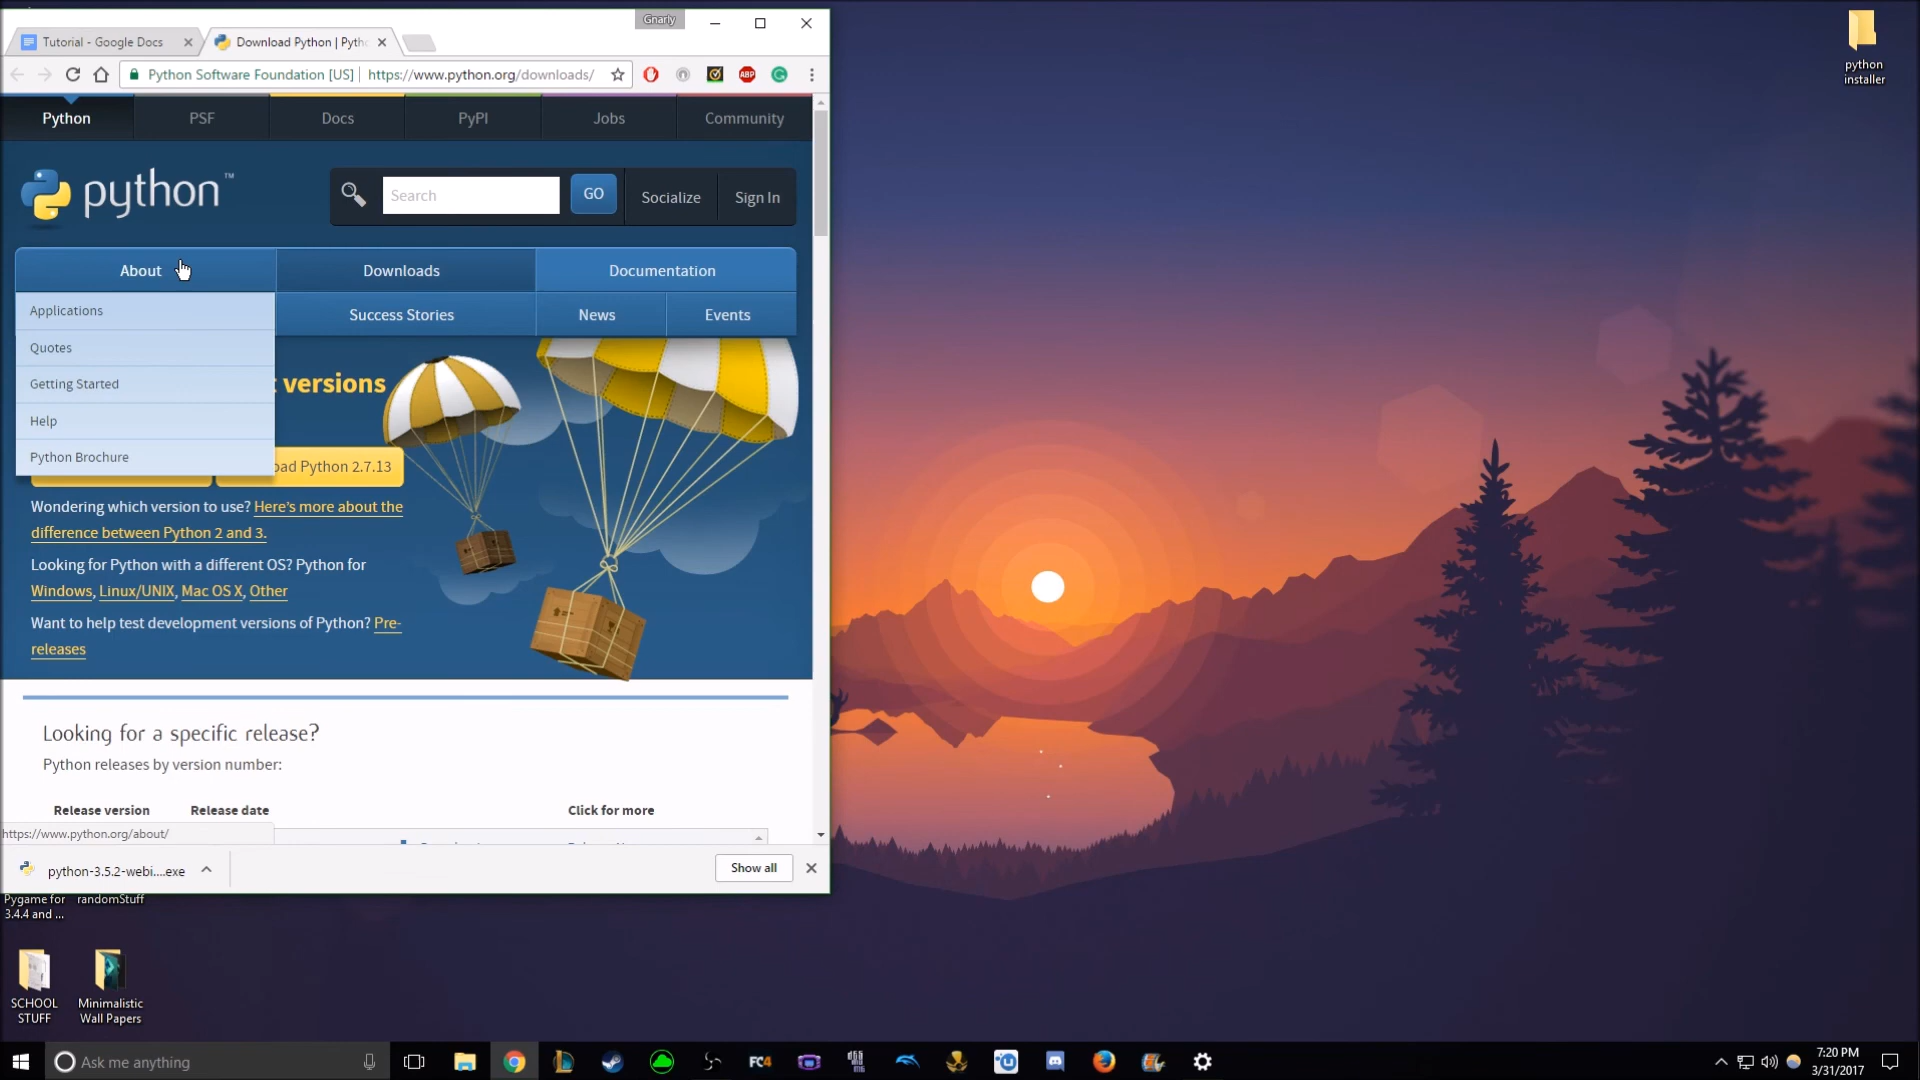 Gnarly
Tutorial - Google Docs
Download Python | Pyth
Python Software Foundation [US]
https://www.python.org/downloads/
ABP
python
installer
Python
PSF
Docs
PyPI
Jobs
Community
python™
Search
GO
Socialize
Sign In
About
Downloads
Documentation
Applications
Success Stories
News
Events
Quotes
Getting Started
versions
Help
Python Brochure
oad Python 2.7.13
Wondering which version to use? Here's more about the
difference between Python 2 and 3.
Looking for Python with a different OS? Python for
Windows, Linux/UNIX, Mac OS X, Other
Want to help test development versions of Python? Pre-
releases
Looking for a specific release?
Python releases by version number:
Release version
Release date
Click for more
https://www.python.org/about/
python-3.5.2-webi....exe
Show all
Pygame for
3.4.4 and ...
randomStuff
SCHOOL
STUFF
Minimalistic
Wall Papers
Ask me anything
FC4
7:20 PM
3/31/2017